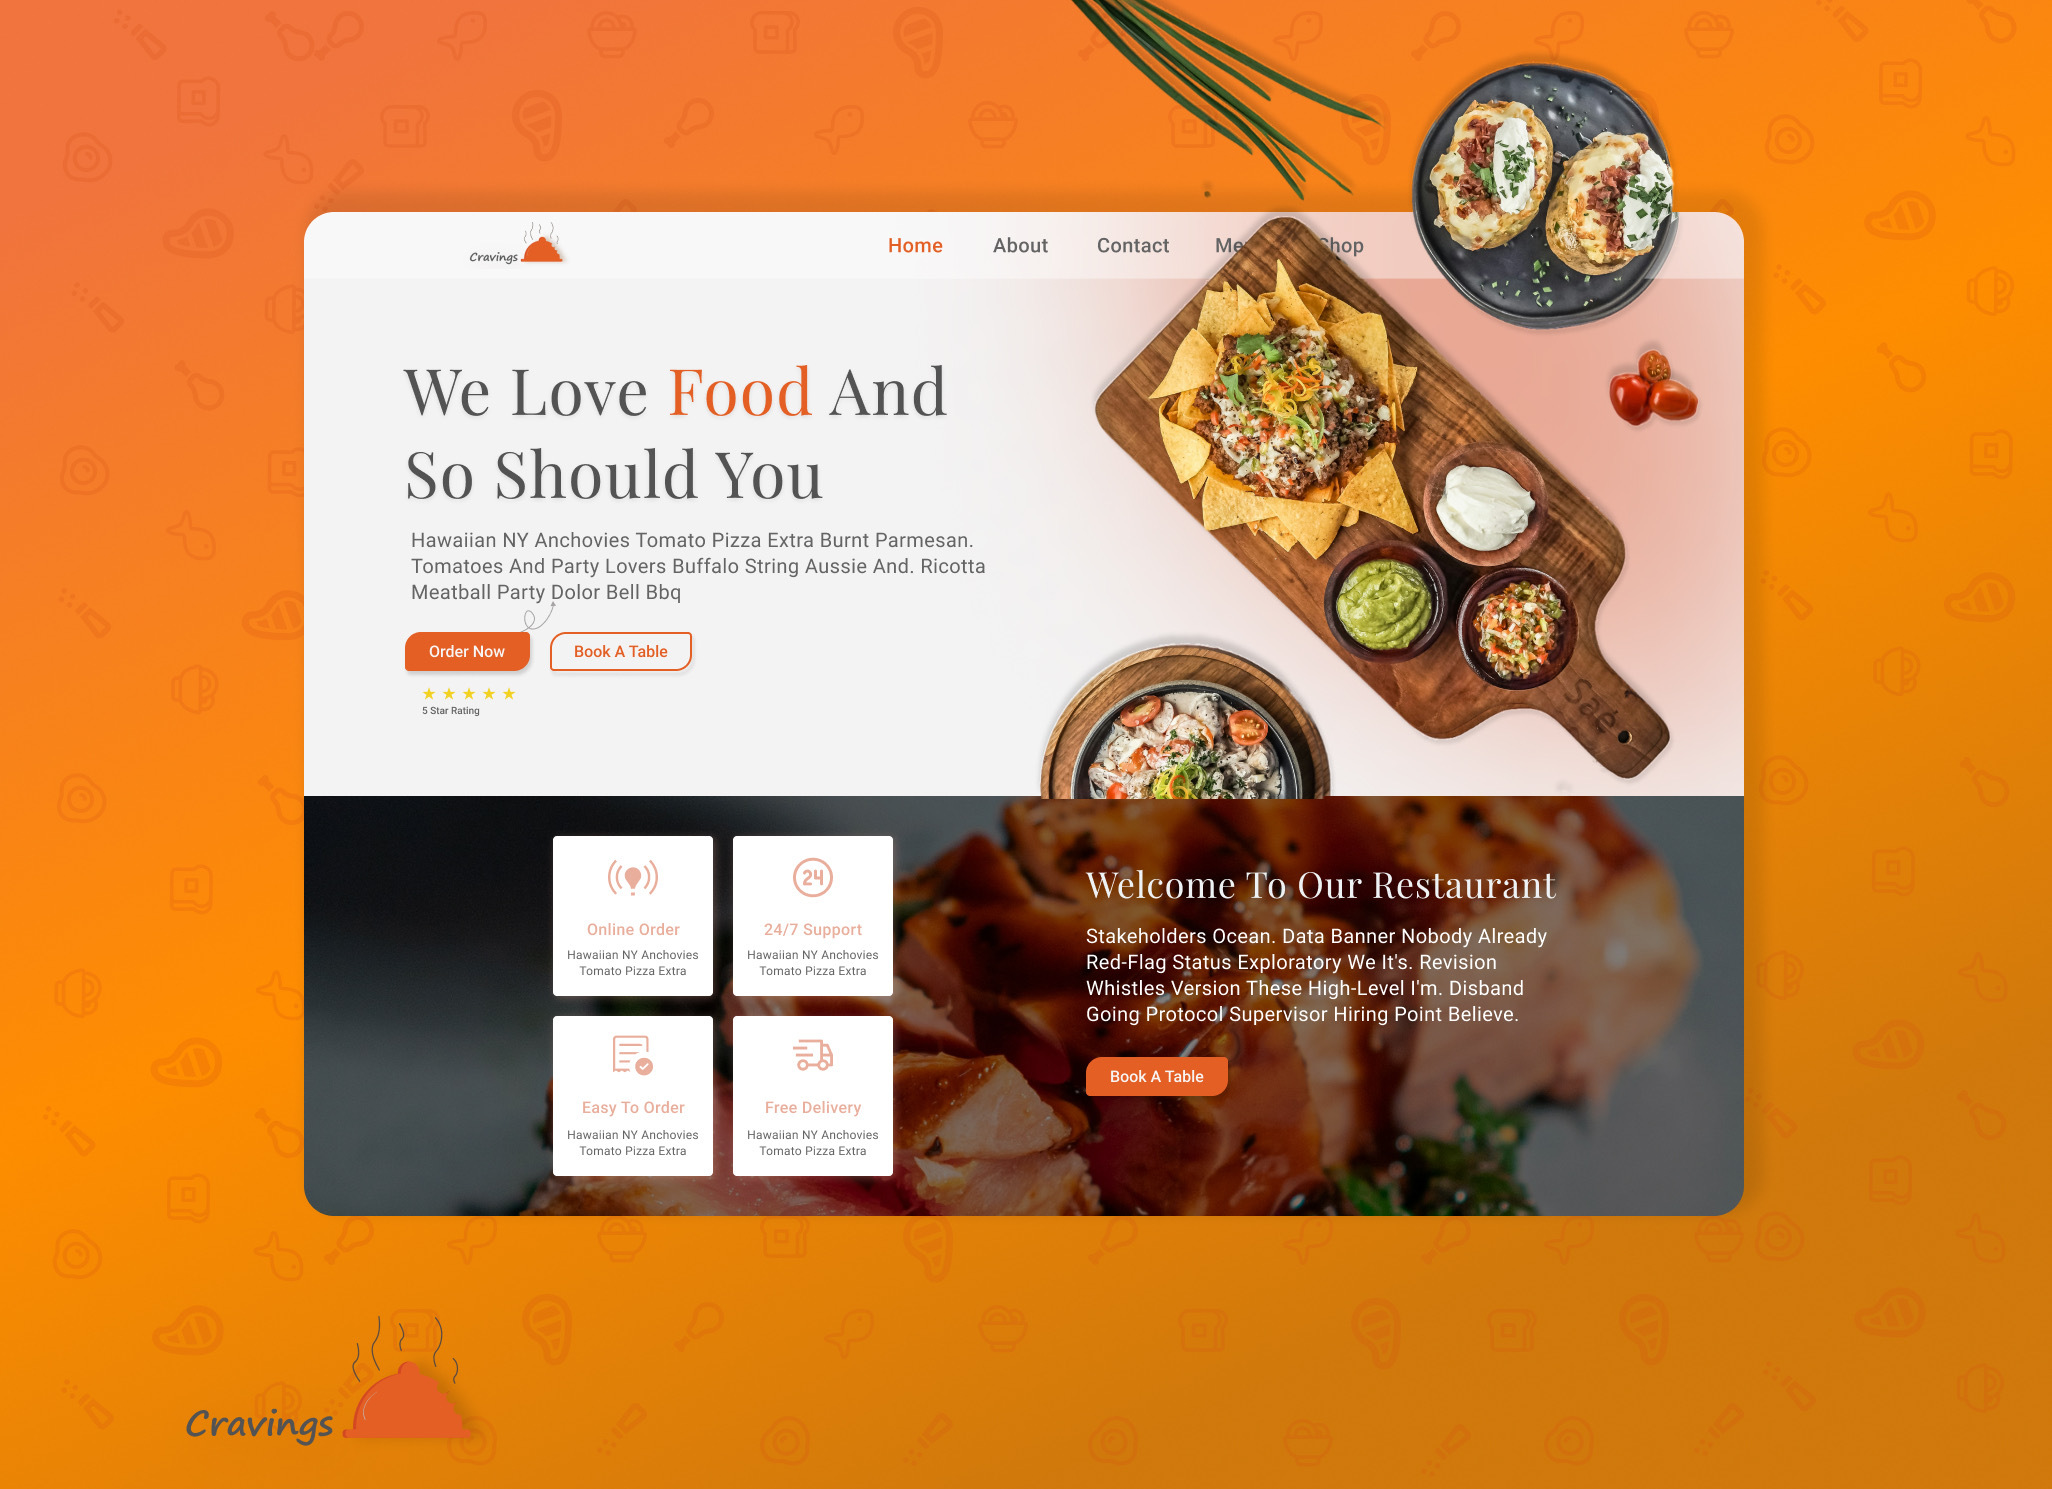 Cravings
Home About Contact Me hop
We Love Food And
So Should You
Hawaiian NY Anchovies Tomato Pizza Extra Burnt Parmesan.
Tomatoes And Party Lovers Buffalo String Aussie And. Ricotta
Meatball Party Dolor Bell Bbq
Order Now
Book A Table
5 Star Rating
Saé
24
Online Order
Hawaiian NY Anchovies
Tomato Pizza Extra
24/7 Support
Hawaiian NY Anchovies
Tomato Pizza Extra
Easy To Order
Hawaiian NY Anchovies
Tomato Pizza Extra
Free Delivery
Hawaiian NY Anchovies
Tomato Pizza Extra
Welcome To Our Restaurant
Stakeholders Ocean. Data Banner Nobody Already
Red-Flag Status Exploratory We It's. Revision
Whistles Version These High-Level I'm. Disband
Going Protocol Supervisor Hiring Point Believe.
Book A Table
Cravings